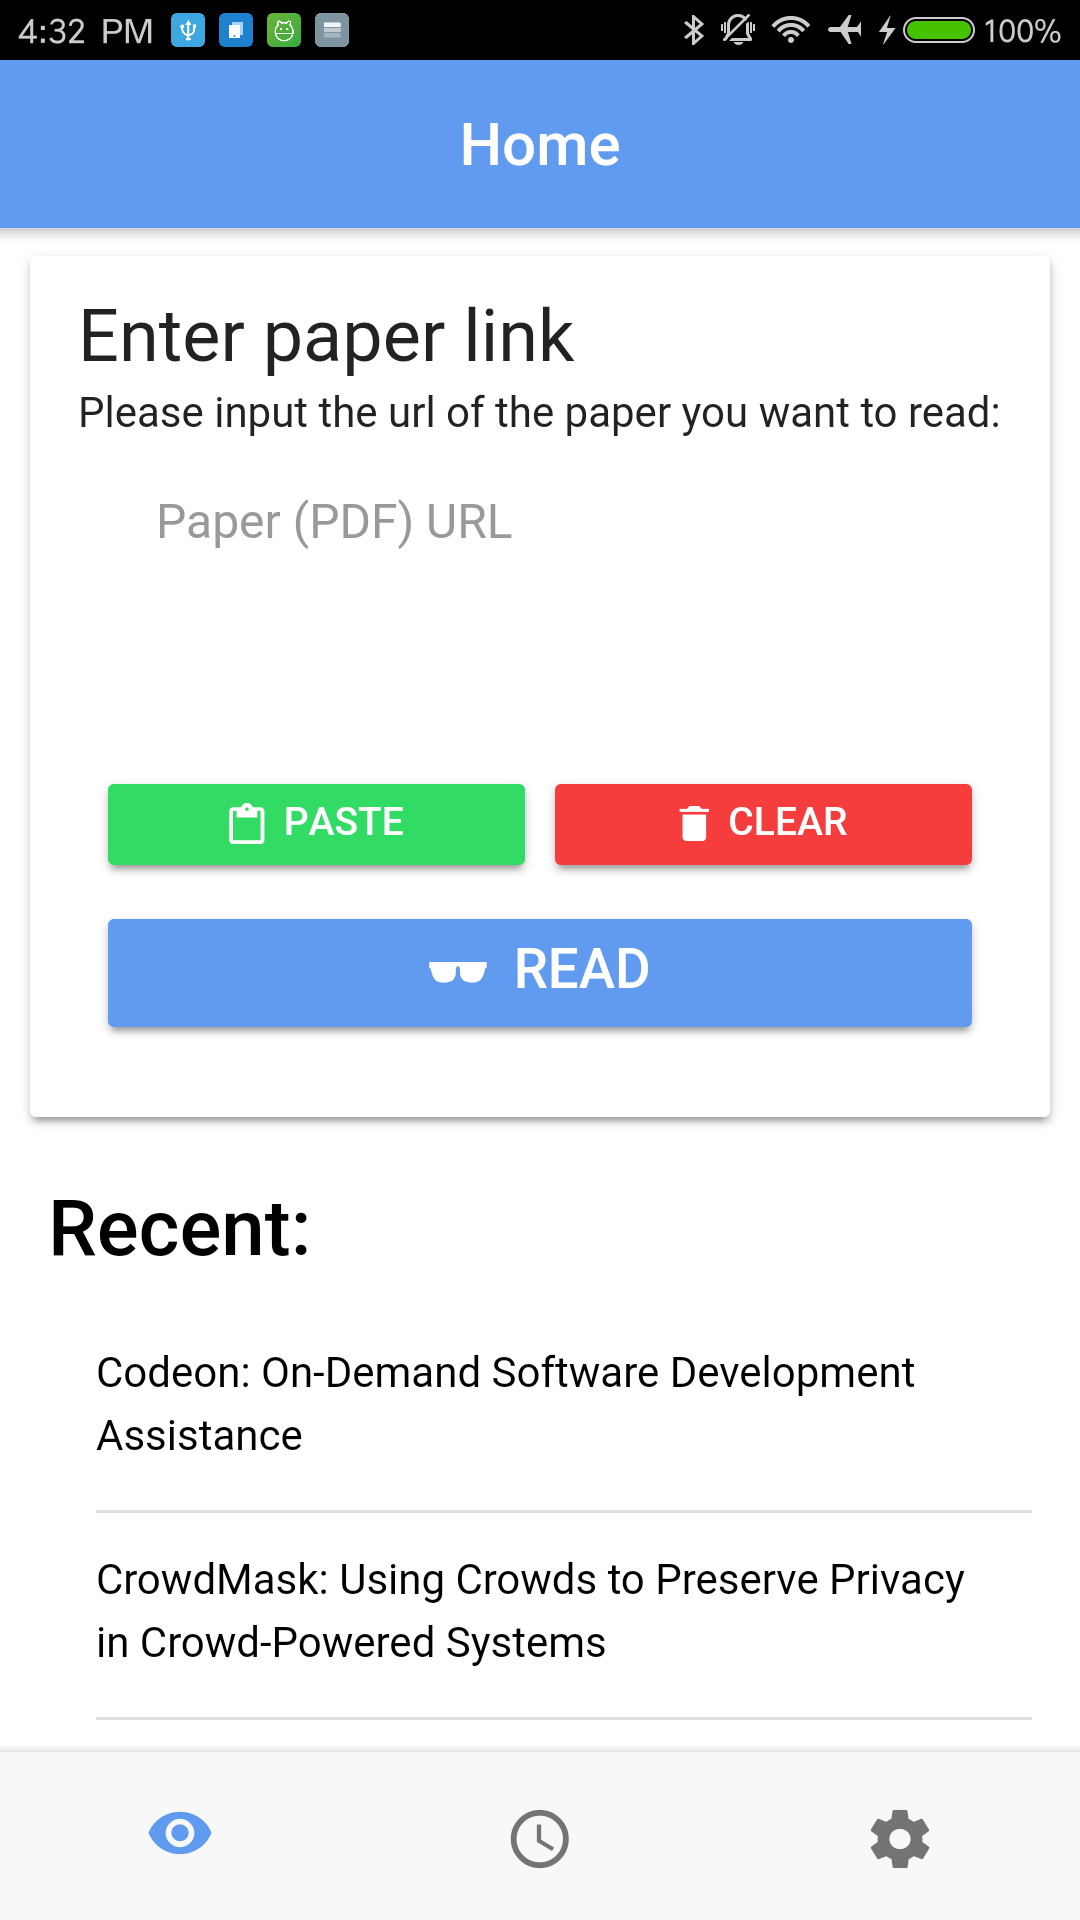 4:32 PM
100%
Home
Enter paper link
Please input the url of the paper you want to read:
Paper (PDF) URL
PASTE
CLEAR
READ
Recent:
Codeon: On-Demand Software Development
Assistance
CrowdMask: Using Crowds to Preserve Privacy
in Crowd-Powered Systems